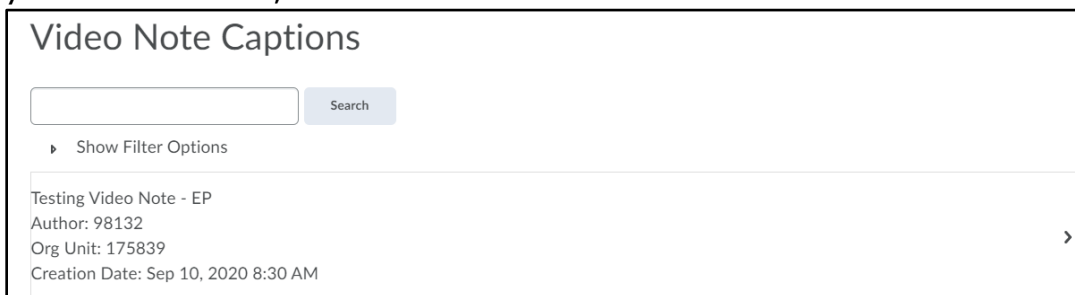 Video Note Captions
Search
Show Filter Options
Testing Video Note - EP
Author: 98132
Org Unit: 175839
Creation Date: Sep 10, 2020 8:30 AM